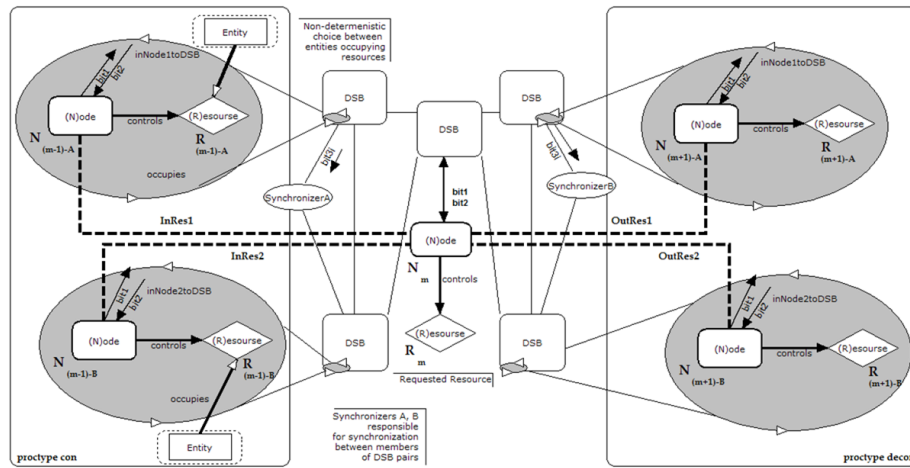 Entity
Non-determenistic
choice between
entities occupying
resources
inNode1toDSB
bit1
bit2
(N)ode
controls
(R)esourse
N
(m-1)-A
R
(m-1)-A
occupies
InRes1
DSB
DSB
DSB
bit3i
bit3i
SynchronizerA
SynchronizerB
bit1
bit2
inNode1toDSB
bit1
bit2
(N)ode
controls
(R)esourse
N
(m+1)-A
R
(m+1)-A
OutRes1
InRes2
(N)ode
N
m
controls
OutRes2
inNode2toDSB
bit1
bit2
(N)ode
controls
(R)esourse
N
(m-1)-B
R
(m-1)-B
occupies
Entity
proctype con
DSB
(R)esourse
R
m
Requested Resource
DSB
Synchronizers A, B
responsible
for synchronization
between members
of DSB pairs
inNode2toDSB
bit1
bit2
(N)ode
controls
(R)esourse
N
(m+1)-B
R
(m+1)-B